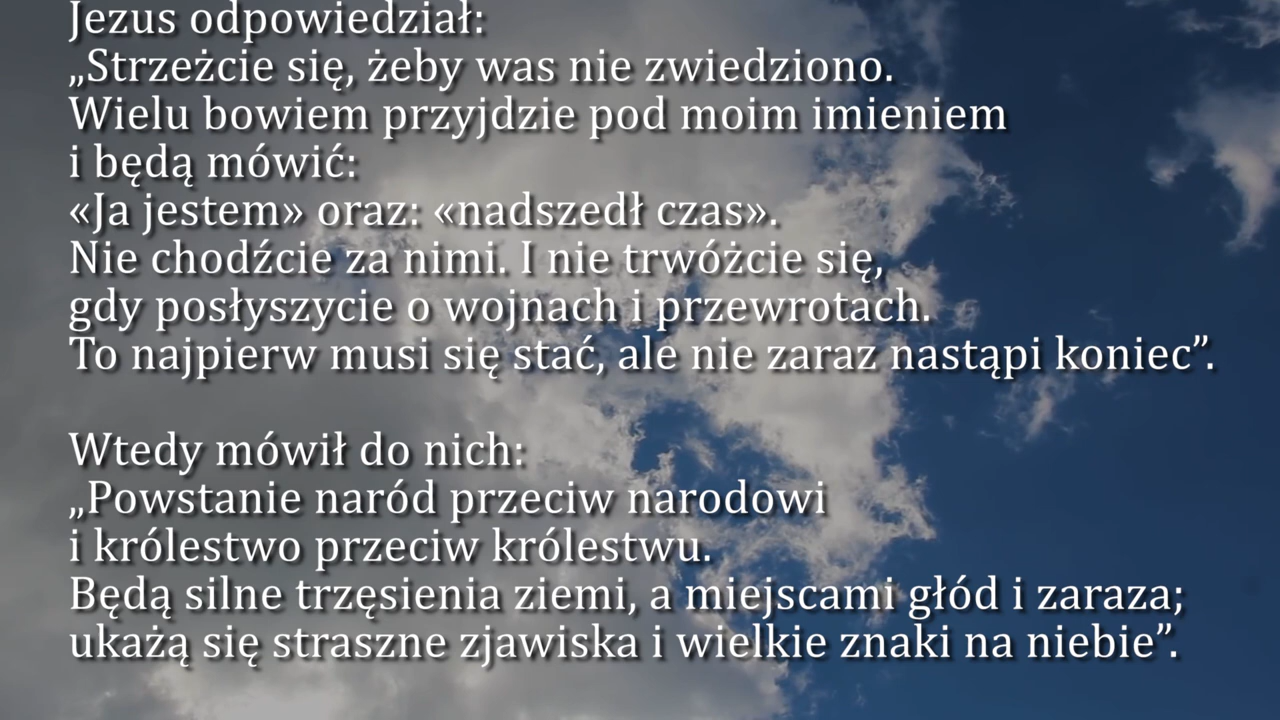 Jezus odpowiedział:
„Strzeżcie się, żeby was nie zwiedziono.
Wielu bowiem przyjdzie pod moim imieniem
i będą mówić:
«Ja jestem» oraz: «nadszedł czas».
Nie chodźcie za nimi. I nie trwóżcie się,
gdy posłyszycie o wojnach i przewrotach.
To najpierw musi się stać, ale nie zaraz nastąpi koniec”.
Wtedy mówił do nich:
„Powstanie naród przeciw narodowi
i królestwo przeciw królestwu.
Będą silne trzęsienia ziemi, a miejscami głód i zaraza;
ukażą się straszne zjawiska i wielkie znaki na niebie”.